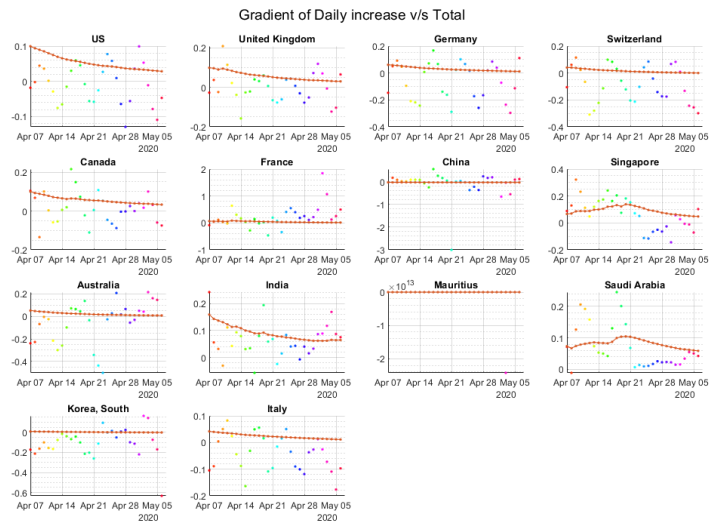 Gradient of Daily increase v/s Total
US
0.1
0
-0.1
Apr 07 Apr 14 Apr 21 Apr 28 May 05
2020
United Kingdom
0.2
0
-0.2
Apr 07 Apr 14 Apr 21 Apr 28 May 05
2020
Germany
0.2
0
-0.2
-0.4
Apr 07 Apr 14 Apr 21 Apr 28 May 05
2020
Switzerland
0.2
0
-0.2
-0.4
Apr 07 Apr 14 Apr 21 Apr 28 May 05
2020
Canada
0.2
0
-0.2
Apr 07 Apr 14 Apr 21 Apr 28 May 05
2020
France
2
1
0
-1
Apr 07 Apr 14 Apr 21 Apr 28 May 05
2020
China
0
-1
-2
-3
Apr 07 Apr 14 Apr 21 Apr 28 May 05
2020
Singapore
0.4
0.2
0
-0.2
Apr 07 Apr 14 Apr 21 Apr 28 May 05
2020
Australia
0.2
0
-0.2
-0.4
Apr 07 Apr 14 Apr 21 Apr 28 May 05
2020
India
0.2
0.1
0
Apr 07 Apr 14 Apr 21 Apr 28 May 05
2020
Mauritius
×10^13
0
-1
-2
Apr 07 Apr 14 Apr 21 Apr 28 May 05
2020
Saudi Arabia
0.2
0.1
0
Apr 07 Apr 14 Apr 21 Apr 28 May 05
2020
Korea, South
0
-0.2
-0.4
-0.6
Apr 07 Apr 14 Apr 21 Apr 28 May 05
2020
Italy
0.1
0
-0.1
-0.2
Apr 07 Apr 14 Apr 21 Apr 28 May 05
2020